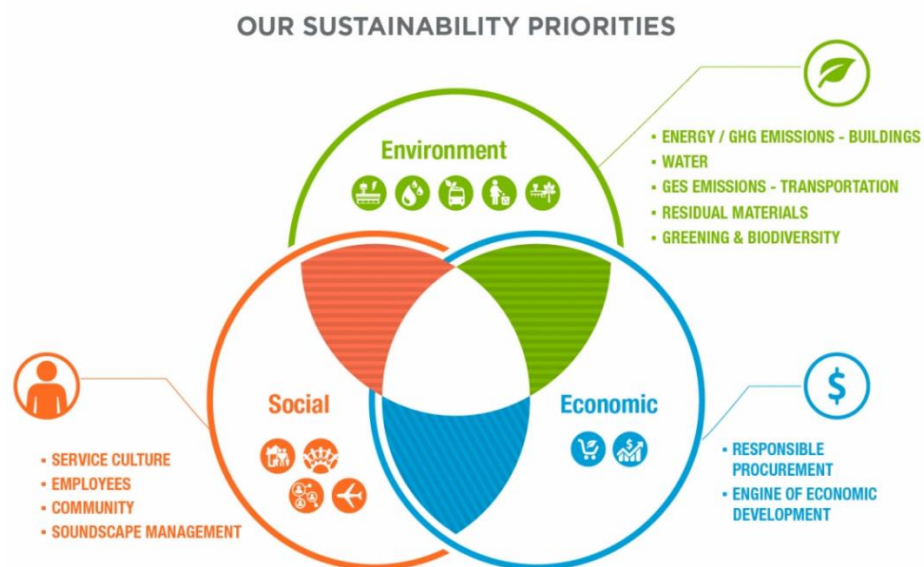 OUR SUSTAINABILITY PRIORITIES
Environment
▪ ENERGY / GHG EMISSIONS - BUILDINGS
▪ WATER
▪ GES EMISSIONS - TRANSPORTATION
▪ RESIDUAL MATERIALS
▪ GREENING & BIODIVERSITY
Social
▪ SERVICE CULTURE
▪ EMPLOYEES
▪ COMMUNITY
▪ SOUNDSCAPE MANAGEMENT
Economic
$
▪ RESPONSIBLE
PROCUREMENT
▪ ENGINE OF ECONOMIC
DEVELOPMENT